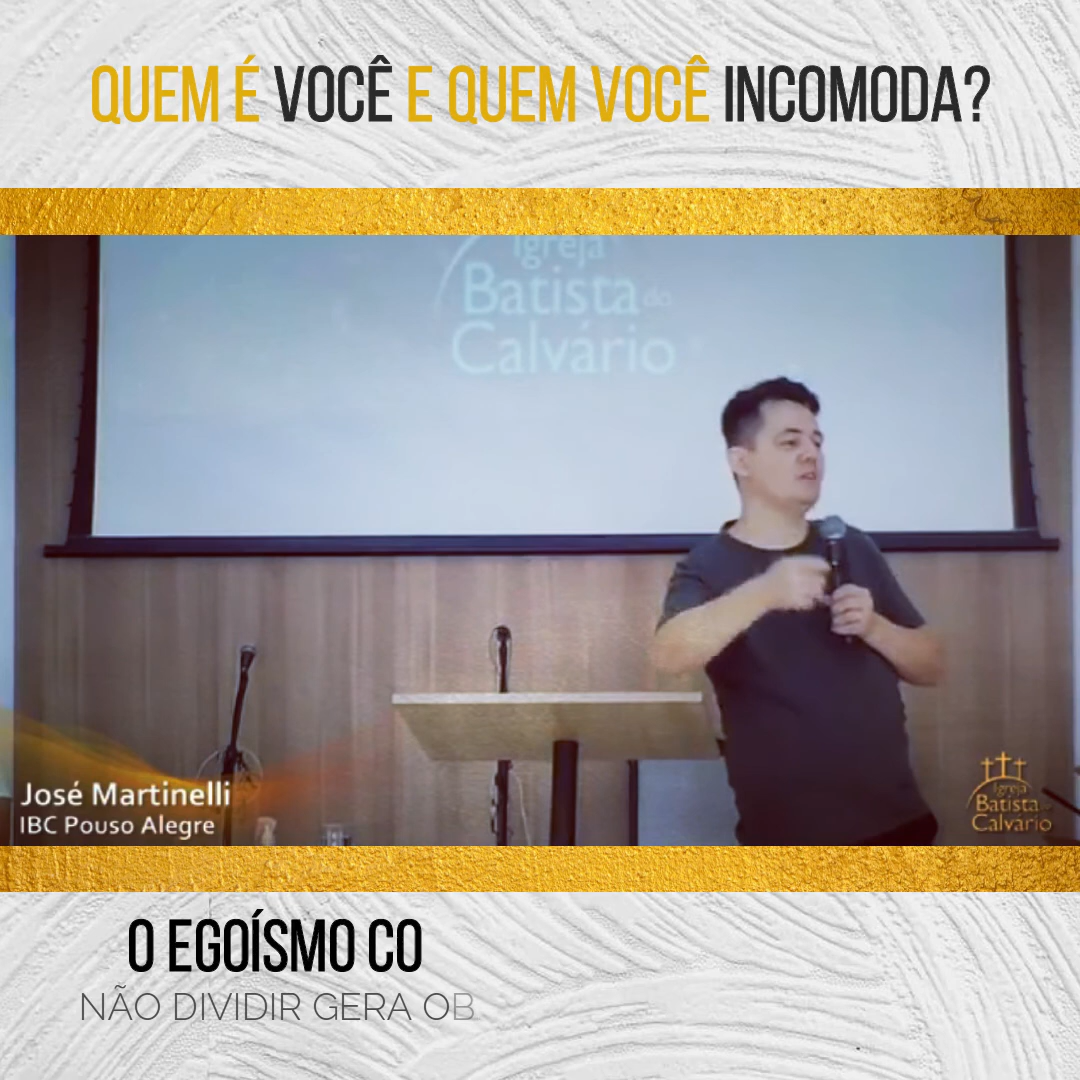 QUEM É VOCÊ E QUEM VOCÊ INCOMODA?
Igreja
Batista do
Calvário
José Martinelli
IBC Pouso Alegre
Igreja
Batista do
Calvário
O EGOÍSMO CO
NÃO DIVIDIR GERA OB